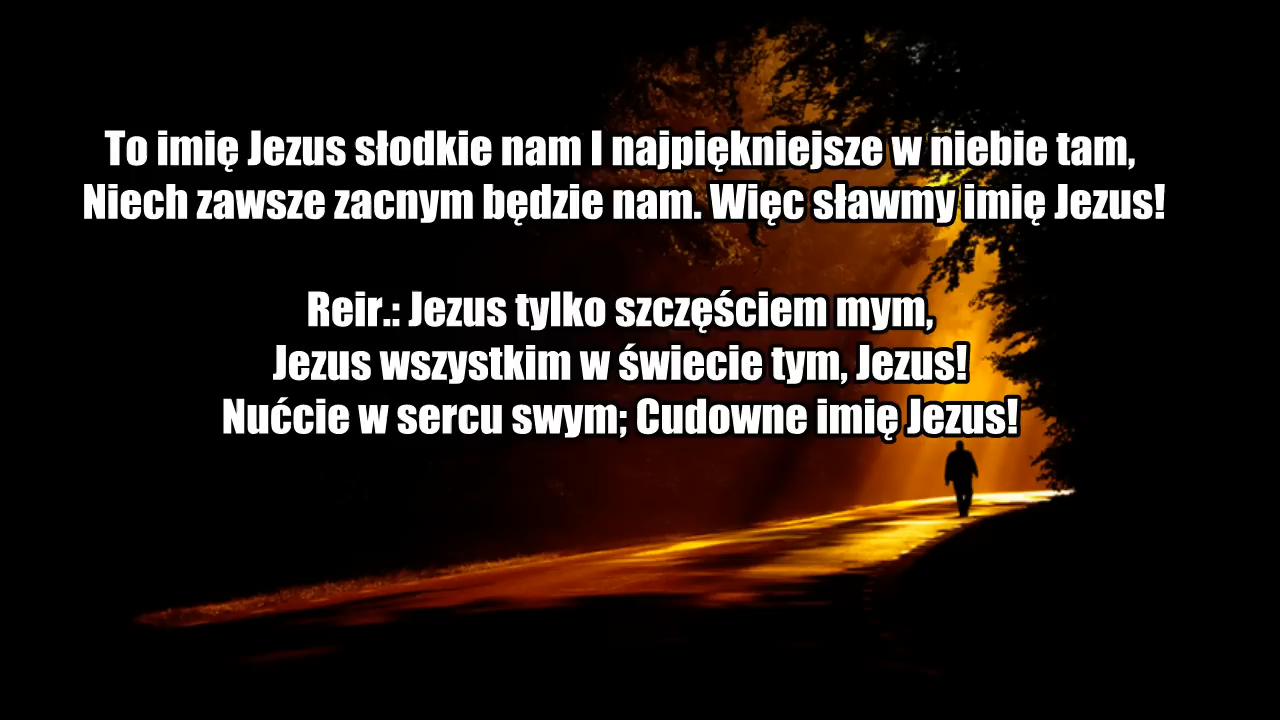 To imię Jezus słodkie nam I najpiękniejsze w niebie tam,
Niech zawsze zacnym będzie nam. Więc sławmy imię Jezus!
Reir.: Jezus tylko szczęściem mym,
Jezus wszystkim w świecie tym, Jezus!
Nućcie w sercu swym; Cudowne imię Jezus!